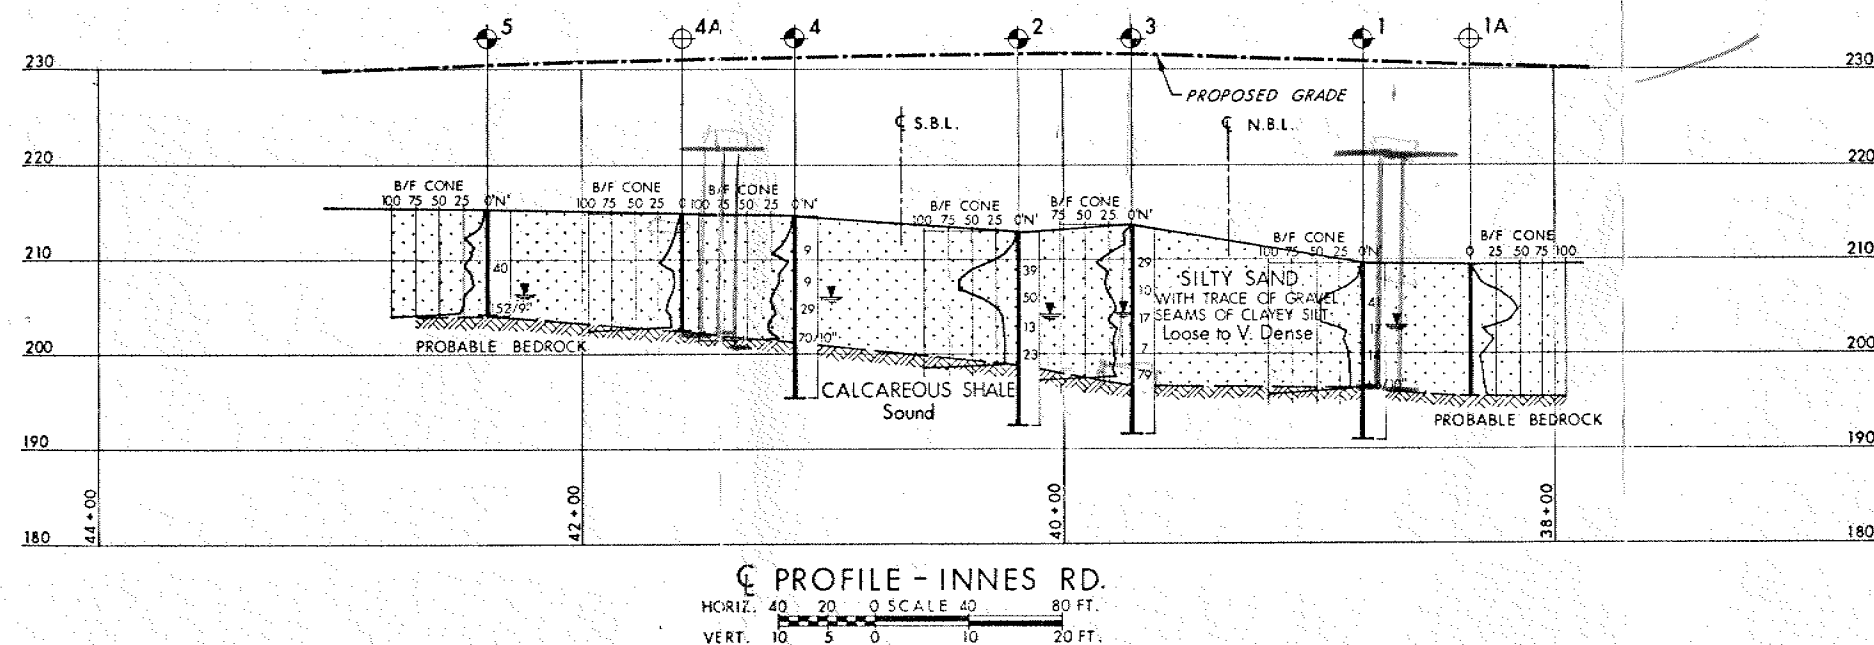 5 4A 4 2 3 1 1A
230 230
PROPOSED GRADE
℄ S.B.L. ℄ N.B.L.
220 220
B/F CONE B/F CONE B/F CONE B/F CONE B/F CONE B/F CONE B/F CONE
100 75 50 25 0 'N'
100 75 50 25 0
100 75 50 25 0 'N'
100 75 50 25 0 'N'
75 50 25 0 'N'
100 75 50 25 0 'N'
0 25 50 75 100
210 210
40
52/9"
9
9
29
70/10"
39
50
13
23
29
10
17
7
79
SILTY SAND
WITH TRACE OF GRAVEL
SEAMS OF CLAYEY SILT
Loose to V. Dense
4
17
200 200
PROBABLE BEDROCK
CALCAREOUS SHALE
Sound
PROBABLE BEDROCK
190 190
44+00 42+00 40+00 38+00
180 180
℄ PROFILE - INNES RD.
HORIZ. 40 20 0 SCALE 40 80 FT.
VERT. 10 5 0 10 20 FT.